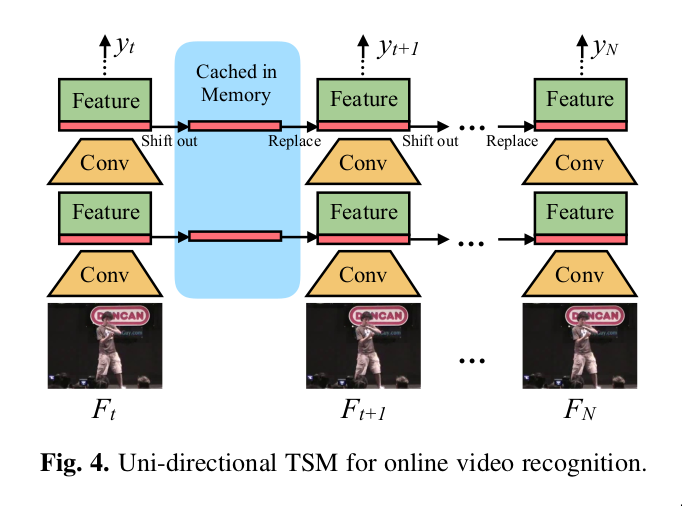 y_t
y_{t+1}
y_N
Cached in
Memory
Feature
Feature
Feature
Shift out
Replace
Shift out
...
Replace
Conv
Conv
Conv
Feature
Feature
Feature
...
Conv
Conv
Conv
DUNCAN
DUNCAN
DUNCAN
...
F_t
F_{t+1}
F_N
Fig. 4. Uni-directional TSM for online video recognition.